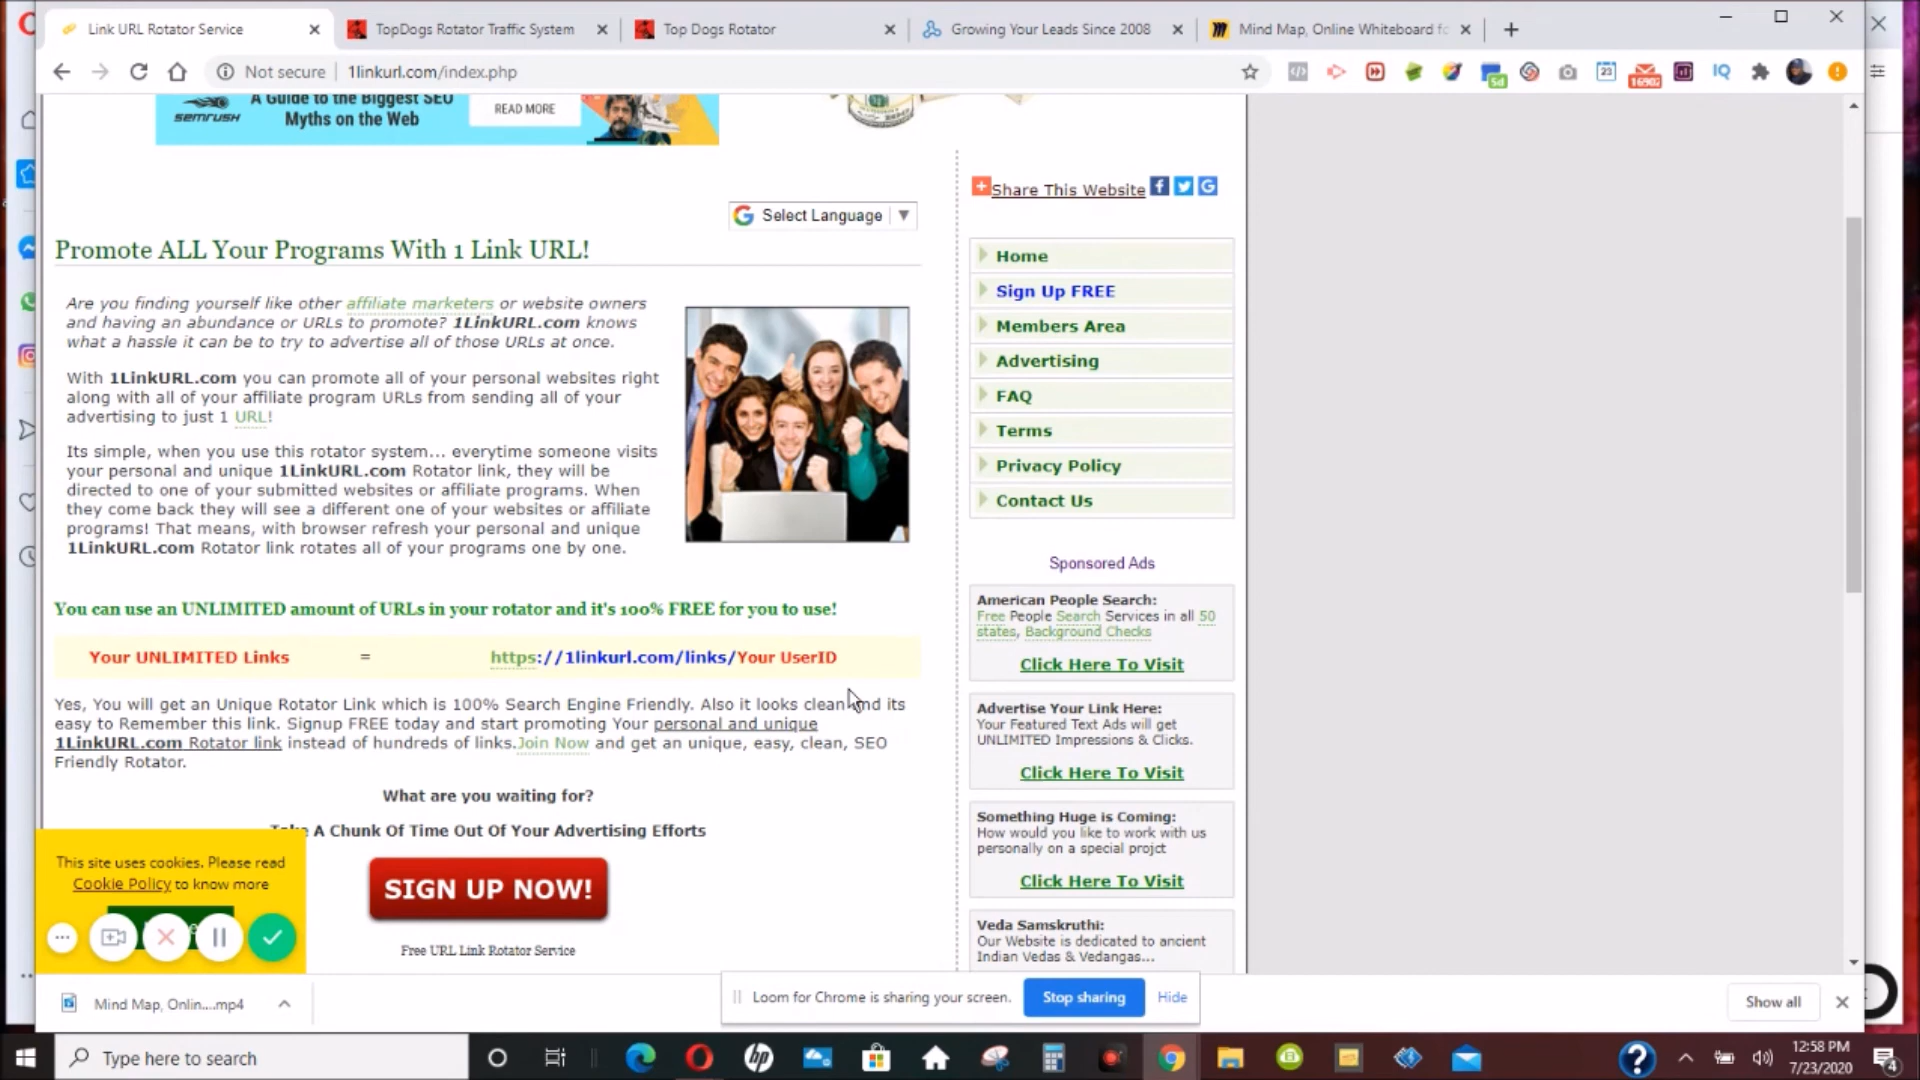 Link URL Rotator Service
TopDogs Rotator Traffic System
Top Dogs Rotator
Growing Your Leads Since 2008
Mind Map, Online Whiteboard fo
Not secure
1linkurl.com/index.php
5d
23
16902
IQ
semrush
A Guide to the Biggest SEO
Myths on the Web
READ MORE
Select Language
Promote ALL Your Programs With 1 Link URL!
Are you finding yourself like other affiliate marketers or website owners
and having an abundance or URLs to promote? 1LinkURL.com knows
what a hassle it can be to try to advertise all of those URLs at once.
With 1LinkURL.com you can promote all of your personal websites right
along with all of your affiliate program URLs from sending all of your
advertising to just 1 URL!
Its simple, when you use this rotator system... everytime someone visits
your personal and unique 1LinkURL.com Rotator link, they will be
directed to one of your submitted websites or affiliate programs. When
they come back they will see a different one of your websites or affiliate
programs! That means, with browser refresh your personal and unique
1LinkURL.com Rotator link rotates all of your programs one by one.
You can use an UNLIMITED amount of URLs in your rotator and it's 100% FREE for you to use!
Your UNLIMITED Links = https://1linkurl.com/links/Your UserID
Yes, You will get an Unique Rotator Link which is 100% Search Engine Friendly. Also it looks clean and its
easy to Remember this link. Signup FREE today and start promoting Your personal and unique
1LinkURL.com Rotator link instead of hundreds of links.Join Now and get an unique, easy, clean, SEO
Friendly Rotator.
What are you waiting for?
Take A Chunk Of Time Out Of Your Advertising Efforts
SIGN UP NOW!
Free URL Link Rotator Service
This site uses cookies. Please read
Cookie Policy to know more
Share This Website
Home
Sign Up FREE
Members Area
Advertising
FAQ
Terms
Privacy Policy
Contact Us
Sponsored Ads
American People Search:
Free People Search Services in all 50
states, Background Checks
Click Here To Visit
Advertise Your Link Here:
Your Featured Text Ads will get
UNLIMITED Impressions & Clicks.
Click Here To Visit
Something Huge is Coming:
How would you like to work with us
personally on a special projct
Click Here To Visit
Veda Samskruthi:
Our Website is dedicated to ancient
Indian Vedas & Vedangas...
Mind Map, Onlin....mp4
Loom for Chrome is sharing your screen.
Stop sharing
Hide
Show all
Type here to search
hp
12:58 PM
7/23/2020
4